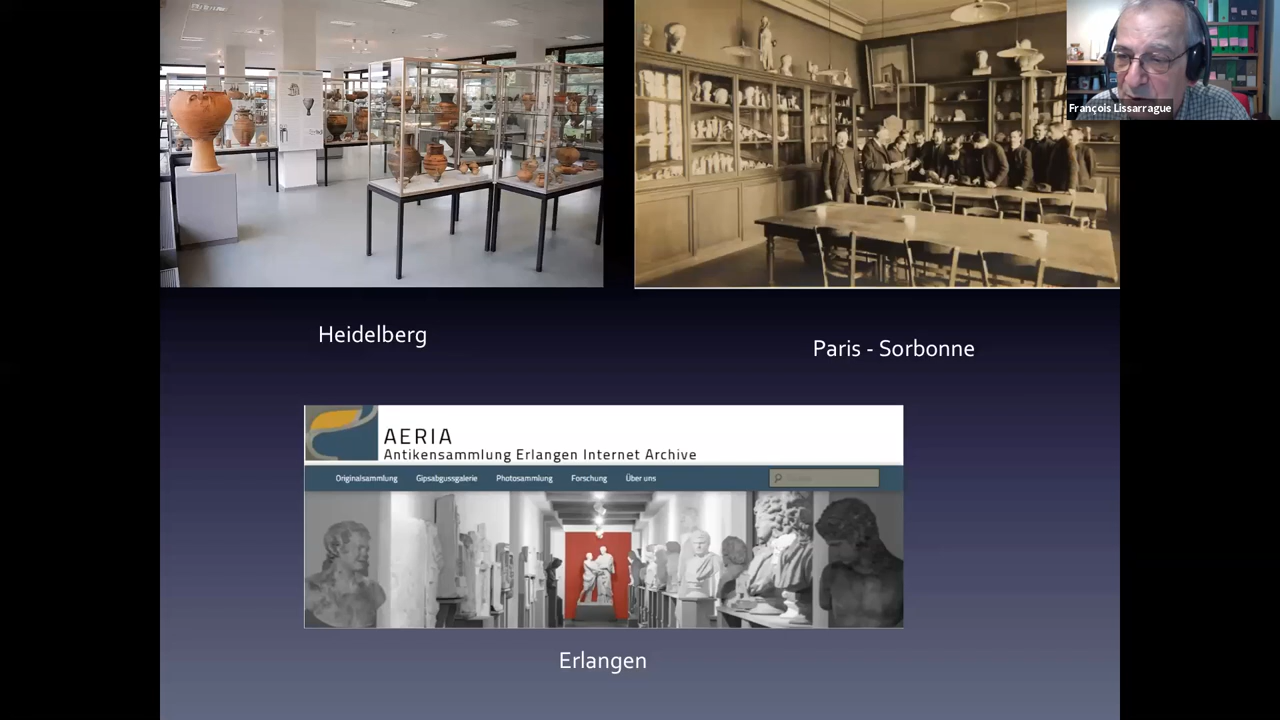 François Lissarrague
Heidelberg
Paris - Sorbonne
AERIA
Antikensammlung Erlangen Internet Archive
Originalsammlung Gipsabgussgalerie Photosammlung Forschung Über uns
Erlangen